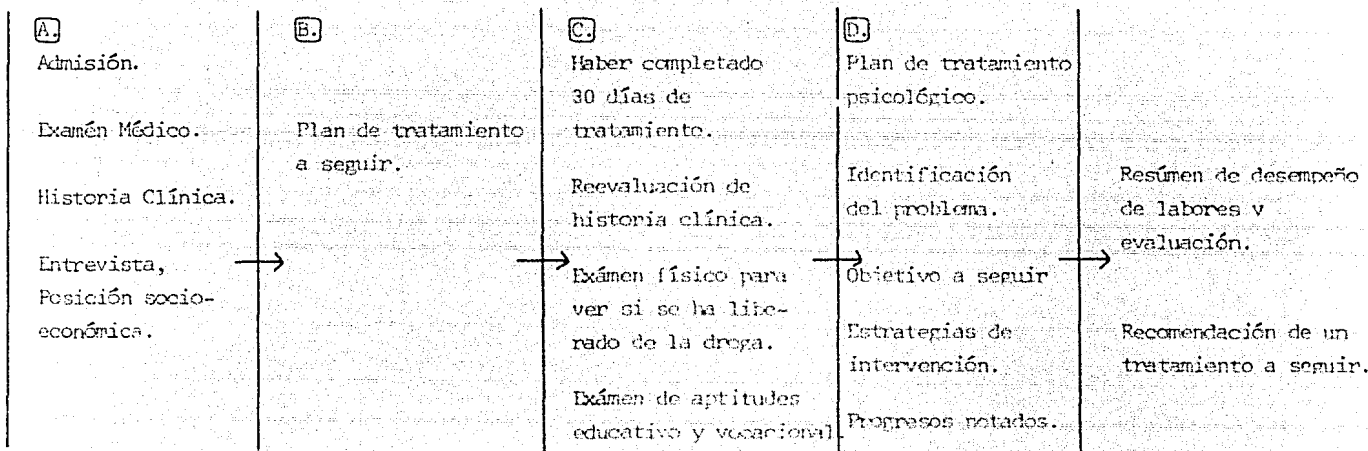 A.
Admisión.
Examén Médico.
Historia Clínica.
Entrevista,
Posición socio-
económica.
B.
Plan de tratamiento
a seguir.
C.
Haber completado
30 días de
tratamiento.
Reevaluación de
historia clínica.
Exámen físico para
ver si se ha libe-
rado de la droga.
Exámen de aptitudes
educativo y vocacional.
D.
Plan de tratamiento
psicológico.
Identificación
del problema.
Objetivo a seguir
Estrategias de
intervención.
Progresos notados.
Resúmen de desempeño
de labores y
evaluación.
Recomendación de un
tratamiento a seguir.